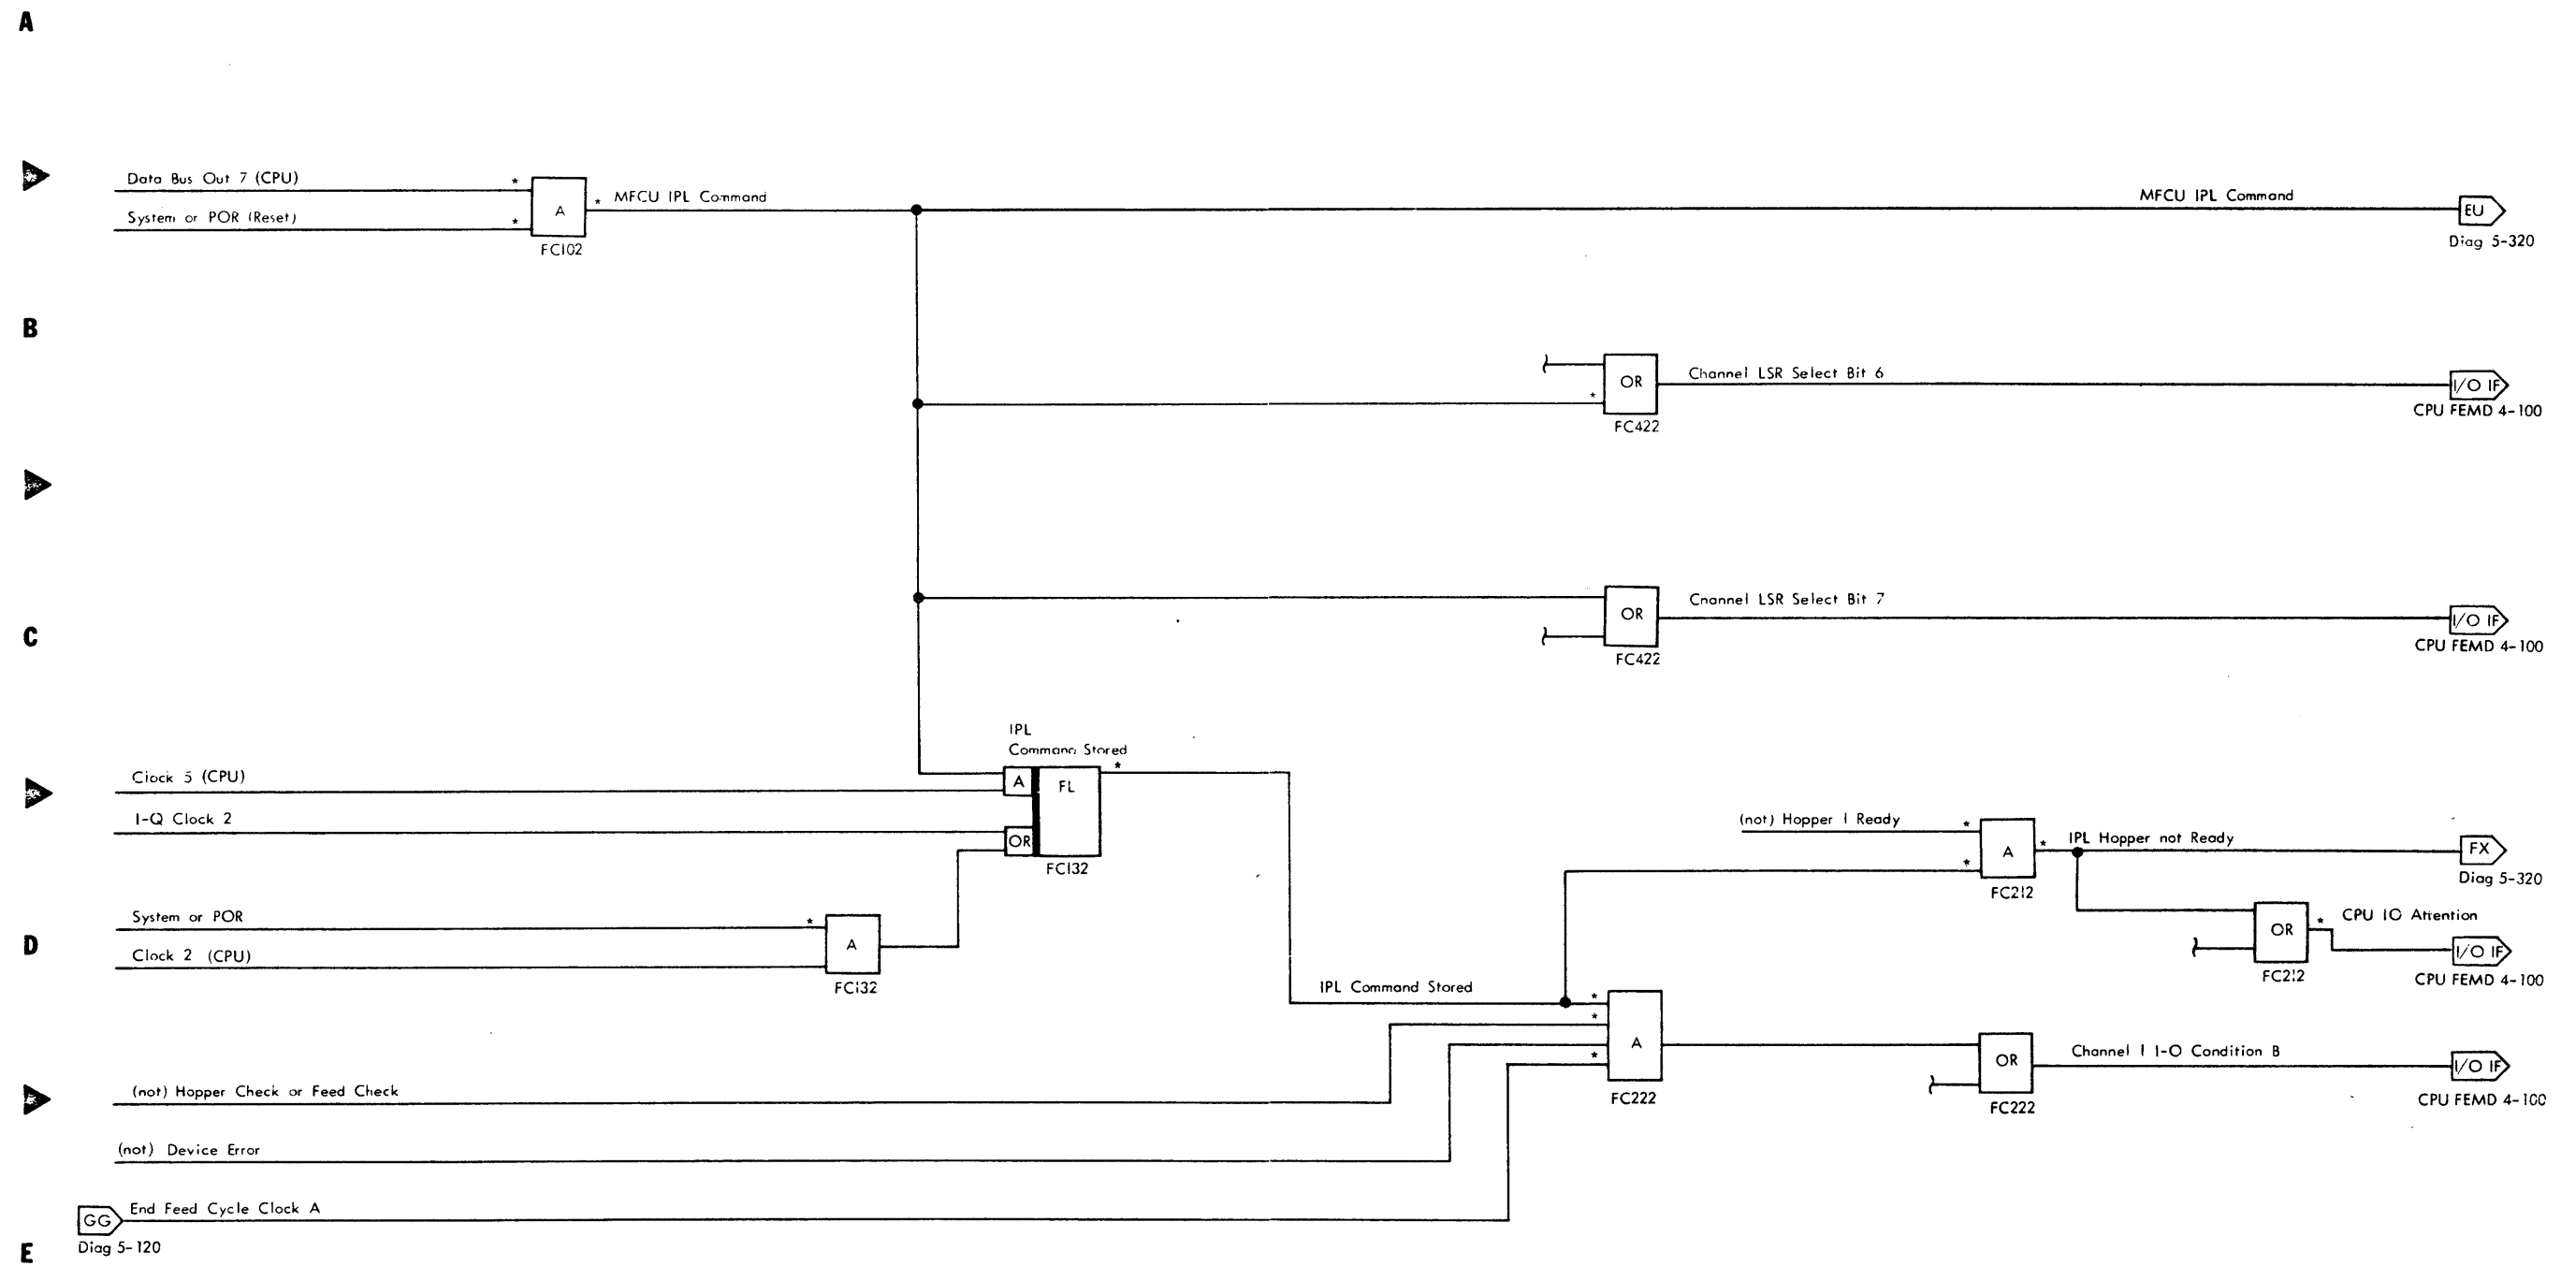 A
Data Bus Out 7 (CPU)
*
System or POR (Reset)
*
A
FC102
* MFCU IPL Command
MFCU IPL Command
EU
Diag 5-320
B
OR
*
FC422
Channel LSR Select Bit 6
I/O IF
CPU FEMD 4-100
C
OR
FC422
Channel LSR Select Bit 7
I/O IF
CPU FEMD 4-100
IPL
Command Stored
*
Clock 5 (CPU)
A
FL
I-Q Clock 2
OR
FC132
(not) Hopper 1 Ready
*
*
A
FC212
*
IPL Hopper not Ready
FX
Diag 5-320
System or POR
*
D
Clock 2 (CPU)
A
FC132
OR
FC212
*
CPU IO Attention
I/O IF
CPU FEMD 4-100
IPL Command Stored
*
*
*
A
FC222
OR
FC222
Channel 1 I-O Condition B
I/O IF
CPU FEMD 4-100
(not) Hopper Check or Feed Check
(not) Device Error
GG
End Feed Cycle Clock A
Diag 5-120
E